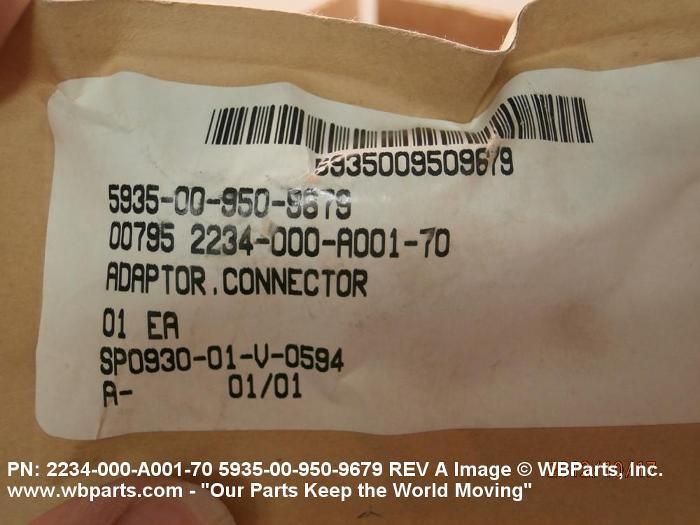 5935009509679
5935-00-950-9679
00795 2234-000-A001-70
ADAPTOR,CONNECTOR
01 EA
SP0930-01-V-0594
A- 01/01
PN: 2234-000-A001-70 5935-00-950-9679 REV A Image © WBParts, Inc.
www.wbparts.com - "Our Parts Keep the World Moving"